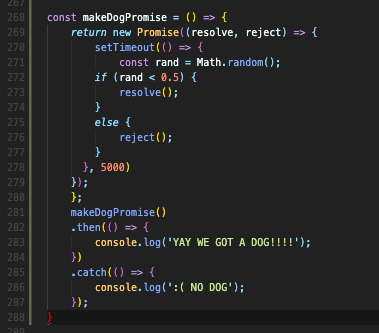 267
268 const makeDogPromise = () => {
269 return new Promise((resolve, reject) => {
270 setTimeout(() => {
271 const rand = Math.random();
272 if (rand < 0.5) {
273 resolve();
274 }
275 else {
276 reject();
277 }
278 }, 5000)
279 });
280 };
281 makeDogPromise()
282 .then(() => {
283 console.log('YAY WE GOT A DOG!!!!');
284 })
285 .catch(() => {
286 console.log(':( NO DOG');
287 });
288 }
289